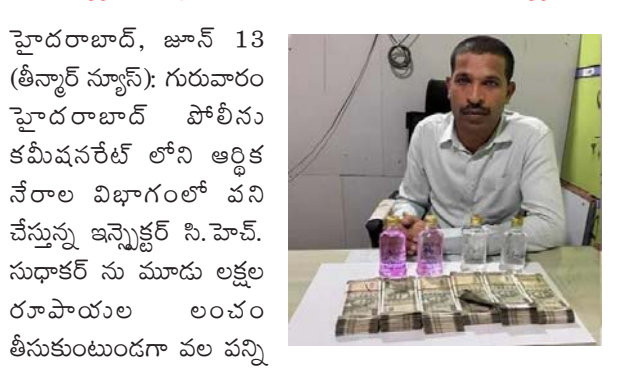 హైదరాబాద్, జూన్ 13
(తీన్మార్ న్యూస్): గురువారం
హైదరాబాద్ పోలీసు
కమీషనరేట్ లోని ఆర్థిక
నేరాల విభాగంలో పని
చేస్తున్న ఇన్స్పెక్టర్ సి.హెచ్.
సుధాకర్ ను మూడు లక్షల
రూపాయల లంచం
తీసుకుంటుండగా వల పన్ని